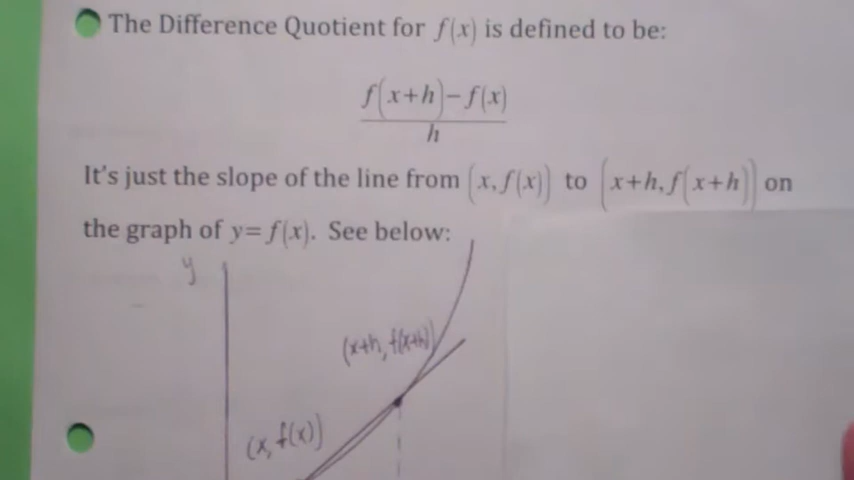 The Difference Quotient for f(x) is defined to be:
f(x+h)-f(x)
h
It's just the slope of the line from (x,f(x)) to (x+h,f(x+h)) on
the graph of y=f(x). See below:
y
(x+h, f(x+h))
(x, f(x))